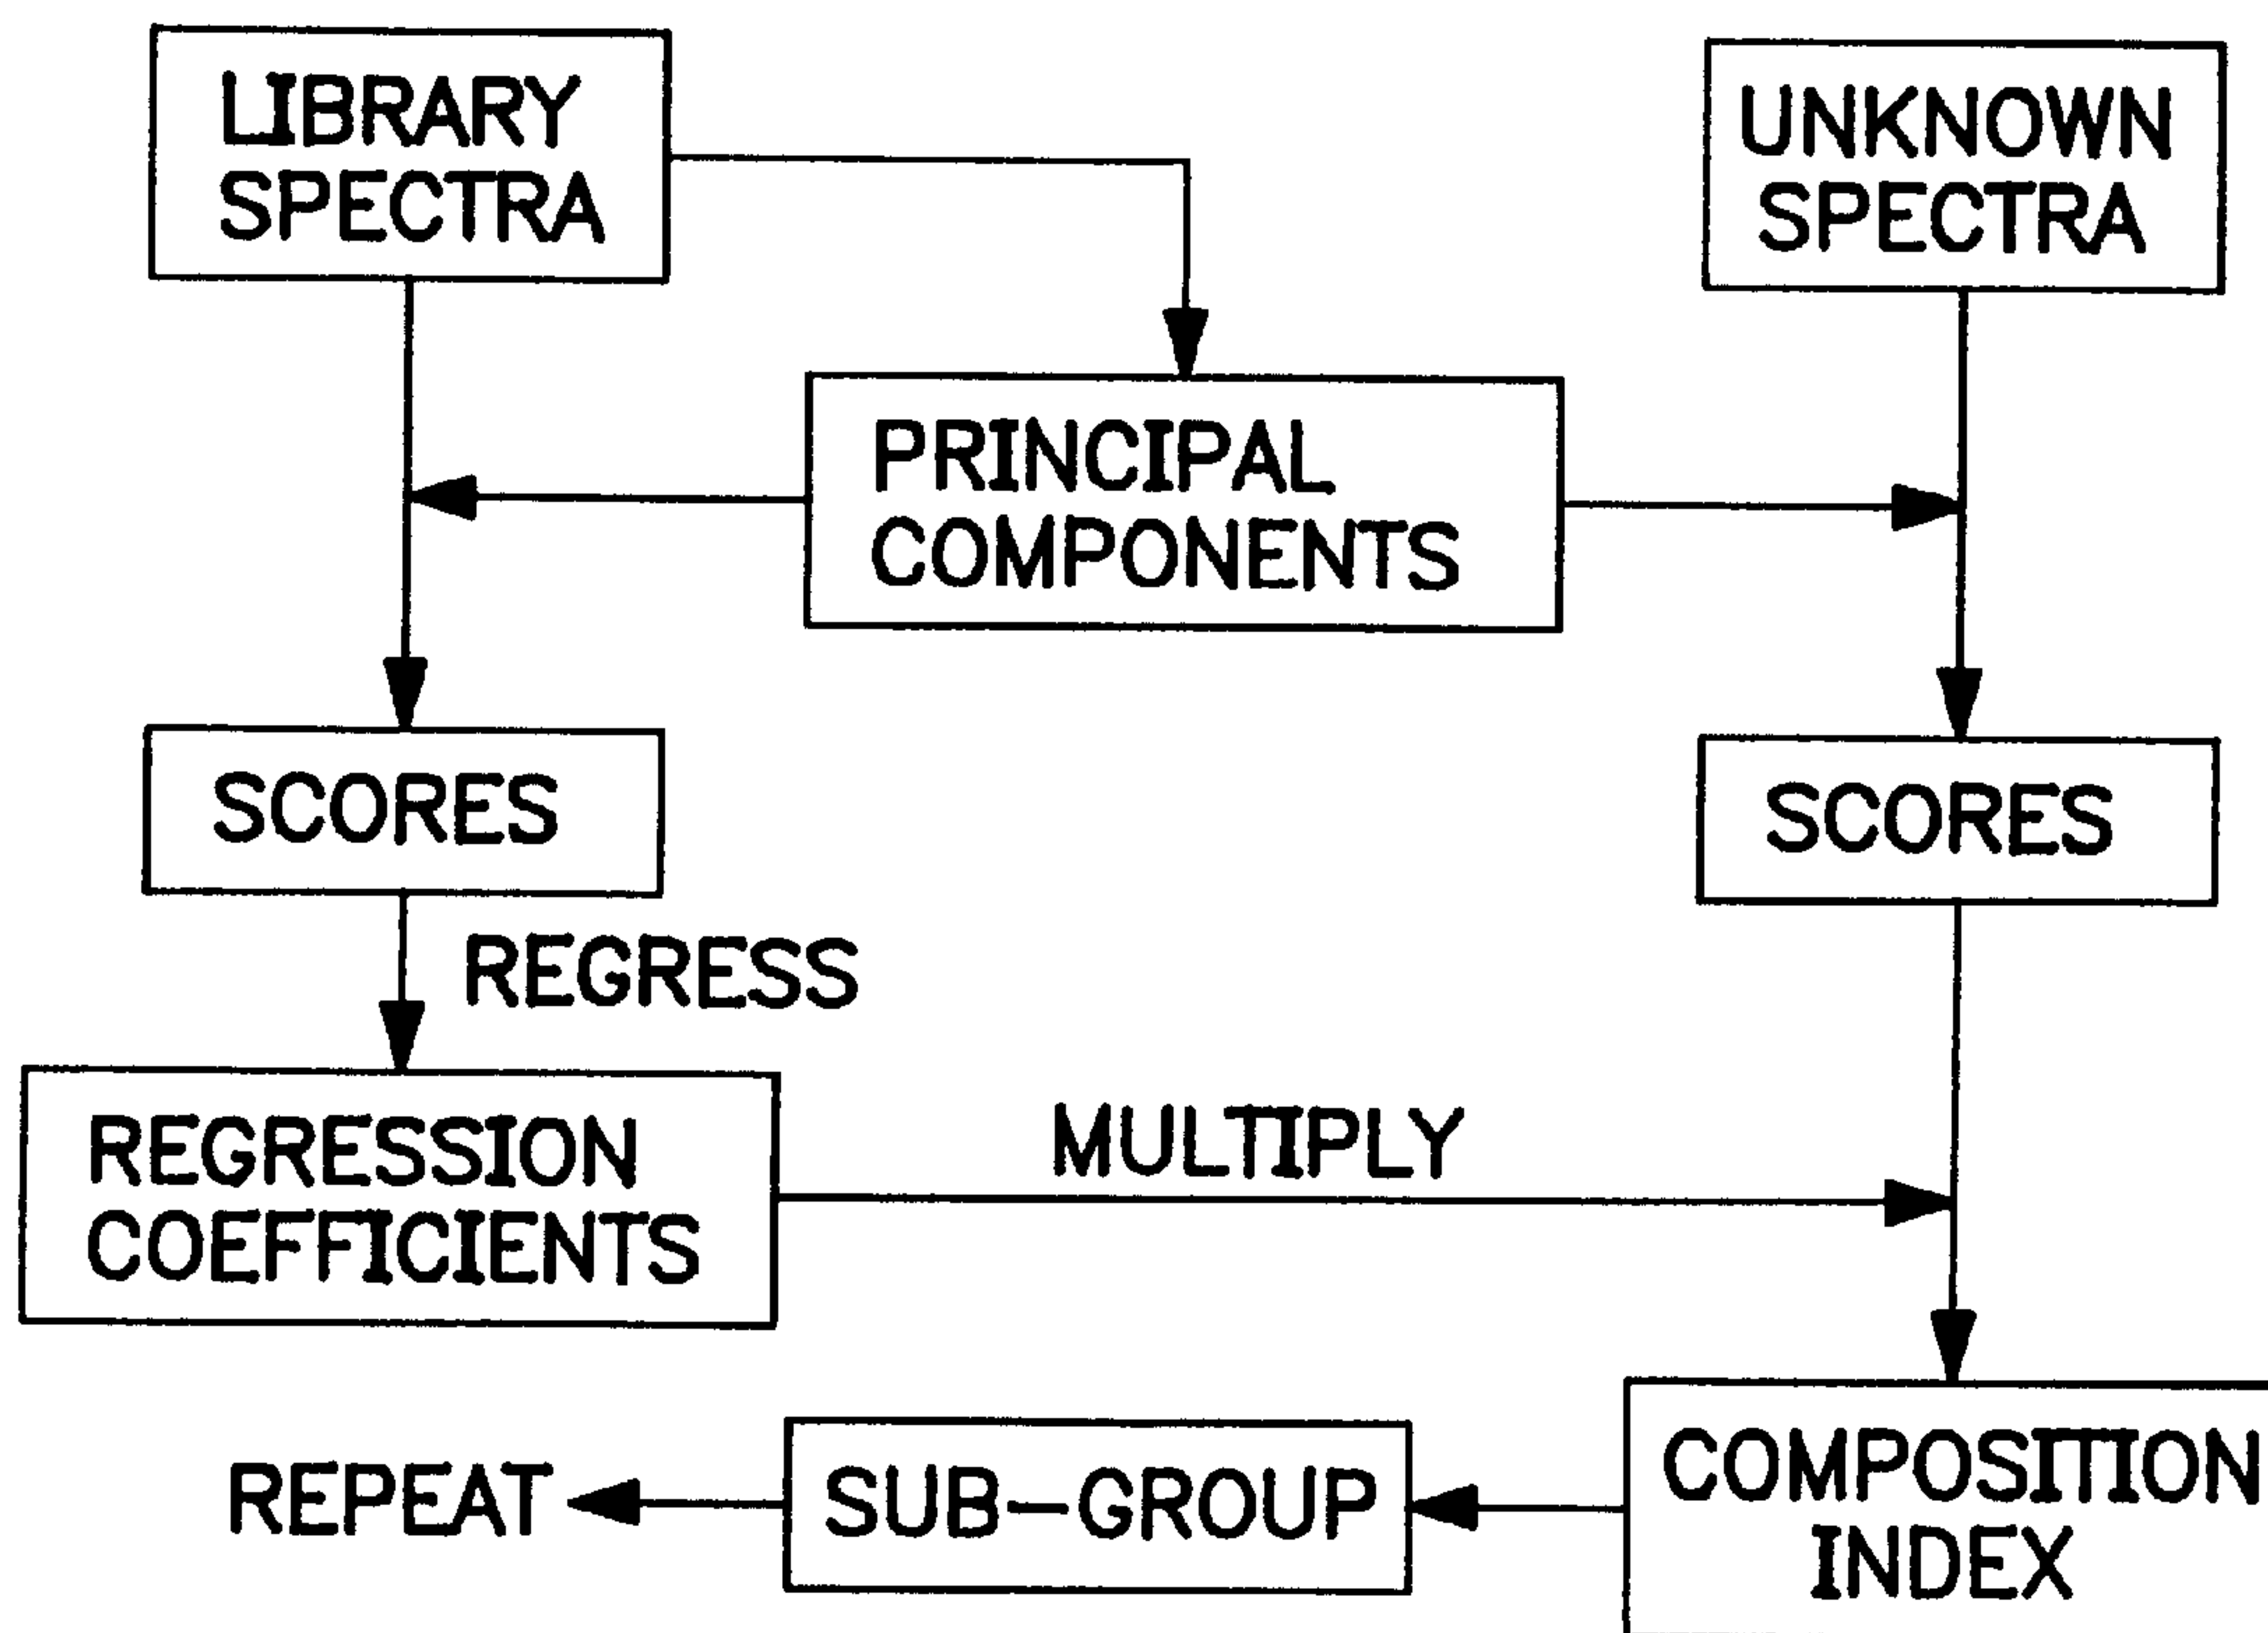 LIBRARY
SPECTRA
UNKNOWN
SPECTRA
PRINCIPAL
COMPONENTS
SCORES
SCORES
REGRESS
REGRESSION
COEFFICIENTS
MULTIPLY
COMPOSITION
INDEX
SUB-GROUP
REPEAT